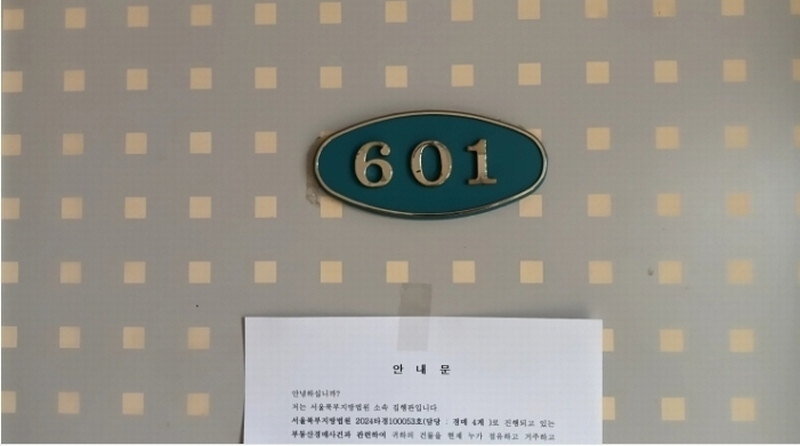 601
안 내 문
안녕하십니까?
저는 서울북부지방법원 소속 집행관입니다
서울북부지방법원 2024타경100053호(담당 : 경매 4계 )로 진행되고 있는
부동산경매사건과 관련하여 귀하의 건물을 현재 누가 점유하고 거주하고